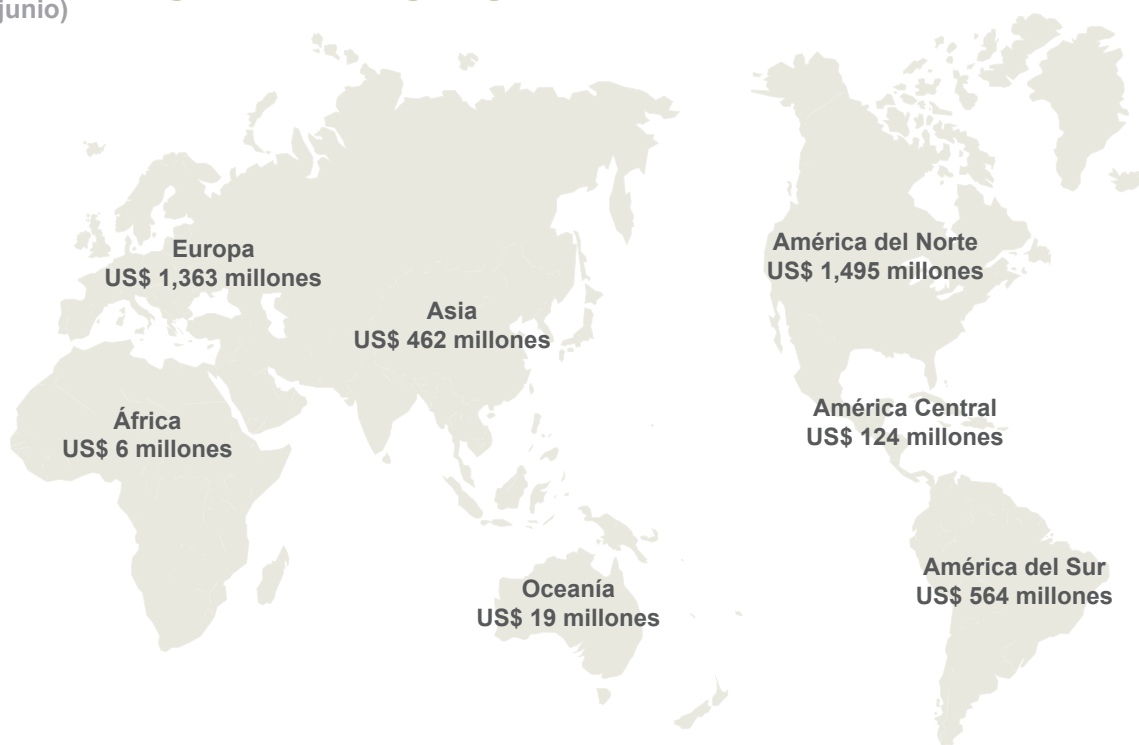 junio)
Europa
US$ 1,363 millones
América del Norte
US$ 1,495 millones
Asia
US$ 462 millones
África
US$ 6 millones
América Central
US$ 124 millones
América del Sur
US$ 564 millones
Oceanía
US$ 19 millones